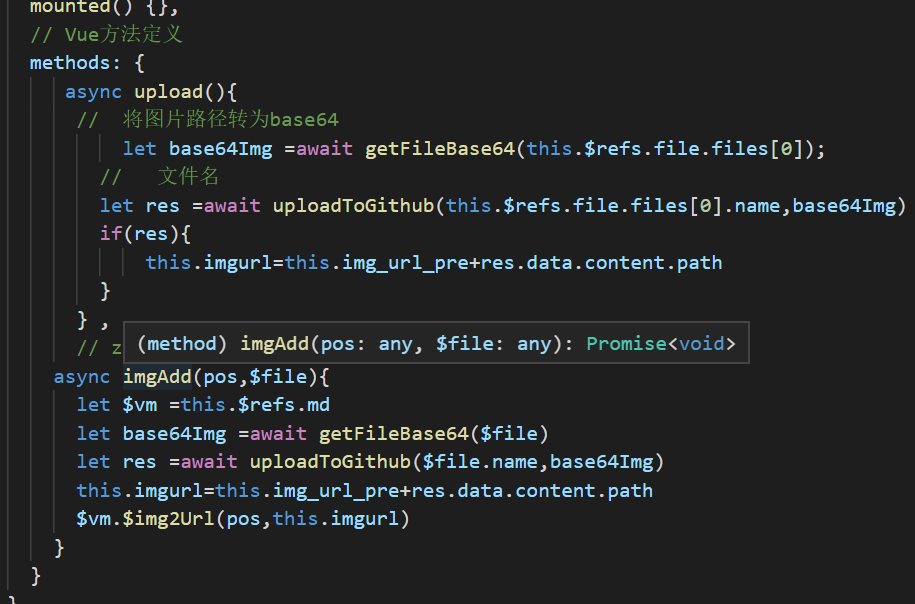 mounted() {},
// Vue方法定义
methods: {
async upload(){
//  将图片路径转为base64
let base64Img =await getFileBase64(this.$refs.file.files[0]);
//   文件名
let res =await uploadToGithub(this.$refs.file.files[0].name,base64Img)
if(res){
this.imgurl=this.img_url_pre+res.data.content.path
}
} ,
(method) imgAdd(pos: any, $file: any): Promise<void>
// z
async imgAdd(pos,$file){
let $vm =this.$refs.md
let base64Img =await getFileBase64($file)
let res =await uploadToGithub($file.name,base64Img)
this.imgurl=this.img_url_pre+res.data.content.path
$vm.$img2Url(pos,this.imgurl)
}
}
}